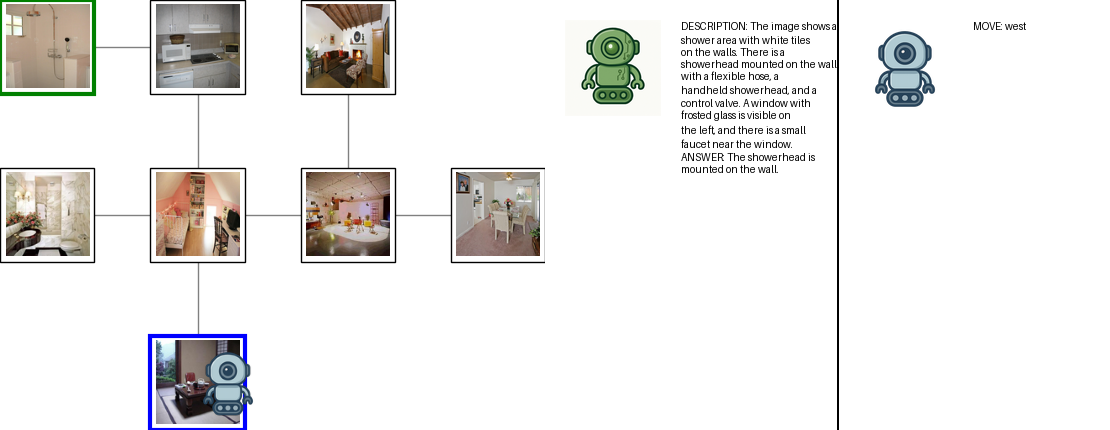 DESCRIPTION: The image shows a
shower area with white tiles
on the walls. There is a
showerhead mounted on the wall
with a flexible hose, a
handheld showerhead, and a
control valve. A window with
frosted glass is visible on
the left, and there is a small
faucet near the window.
ANSWER: The showerhead is
mounted on the wall.
MOVE: west